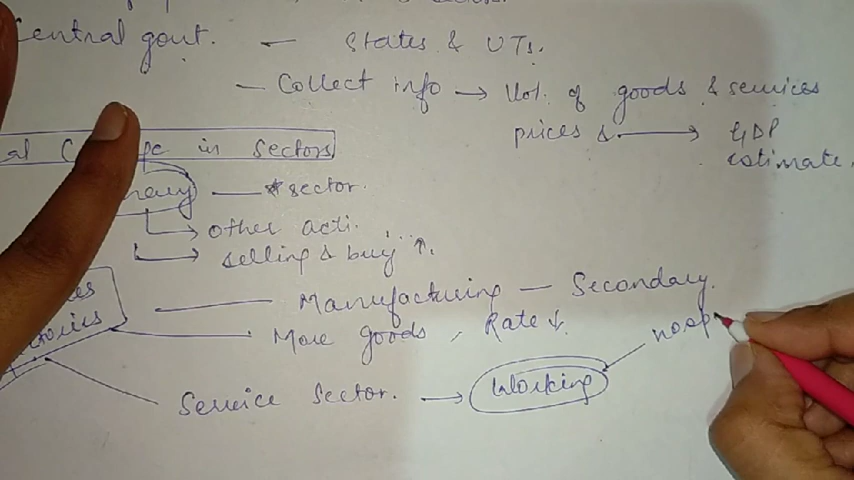 Central govt. — States & UTs.
— Collect info → Vol. of goods & services
prices & → GDP
estimate.
in Sectors
— * sector.
→ other acti.
→ selling & buy ↑.
— Manufacturing — Secondary.
— More goods, Rate ↓.
Service Sector. → Working
hosp